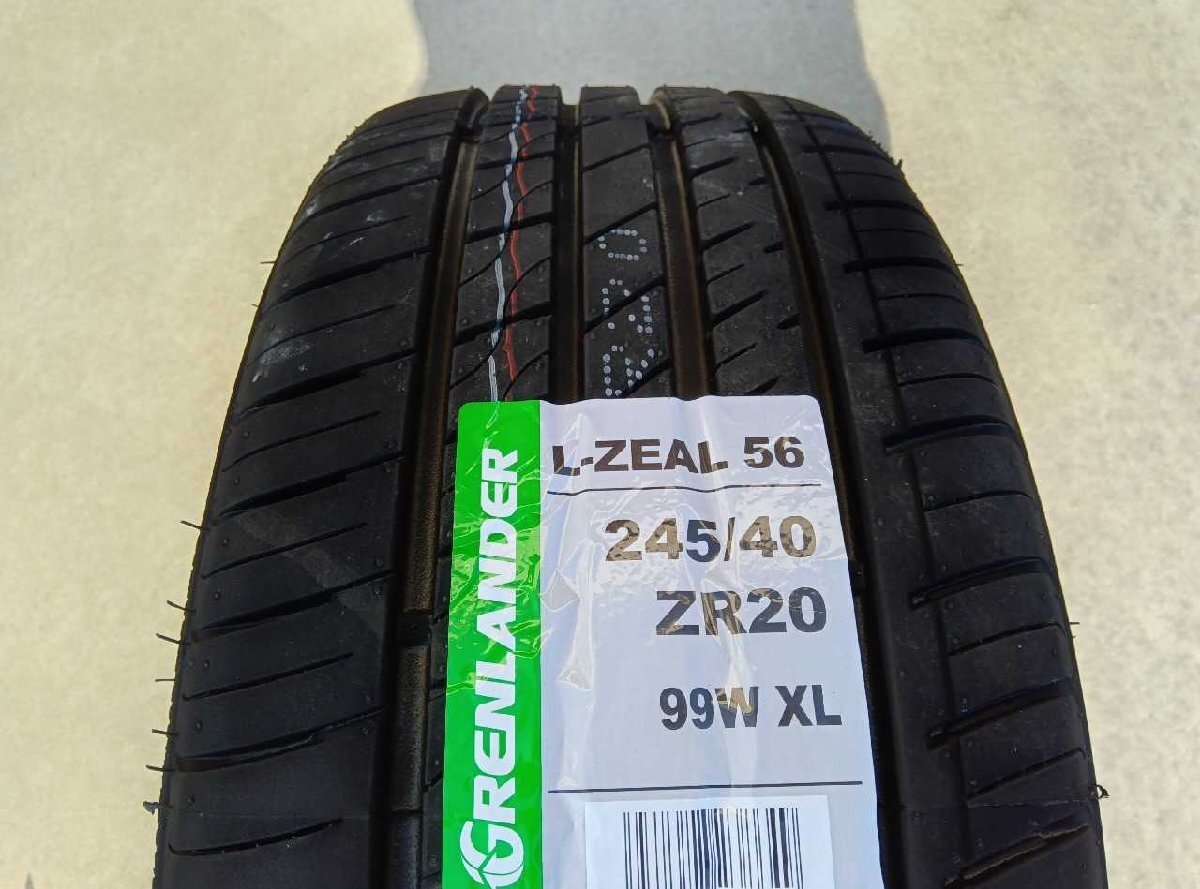 L-ZEAL 56
245/40
ZR20
99W XL
GRENLANDER